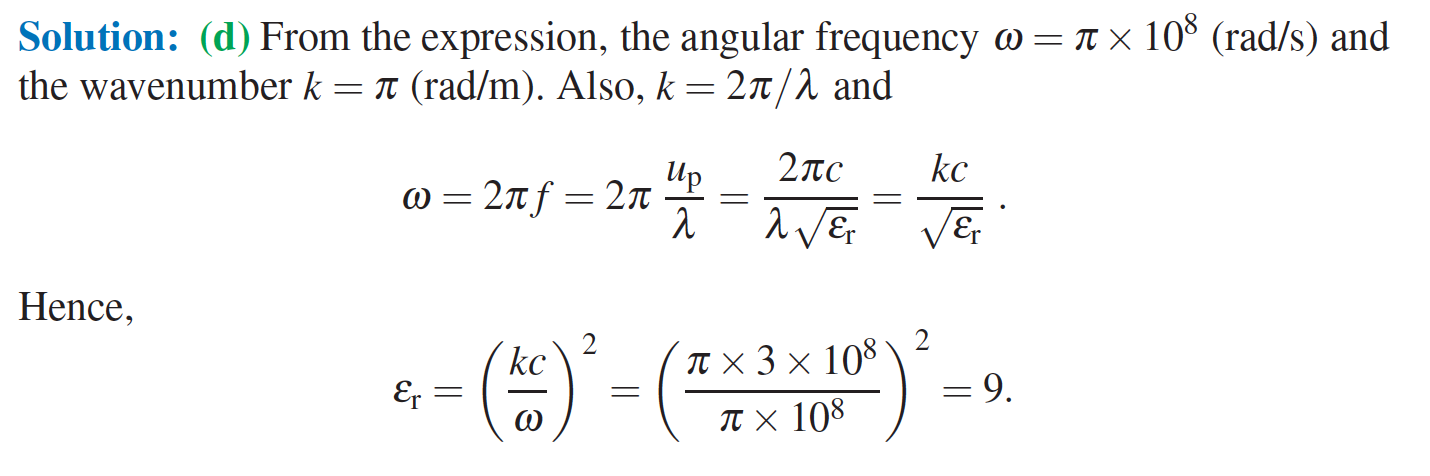 Solution: (d) From the expression, the angular frequency ω = π × 10⁸ (rad/s) and
the wavenumber k = π (rad/m). Also, k = 2π/λ and
ω = 2πf = 2π u_p/λ = 2πc/(λ√ε_r) = kc/√ε_r .
Hence,
ε_r = (kc/ω)² = ((π × 3 × 10⁸)/(π × 10⁸))² = 9.